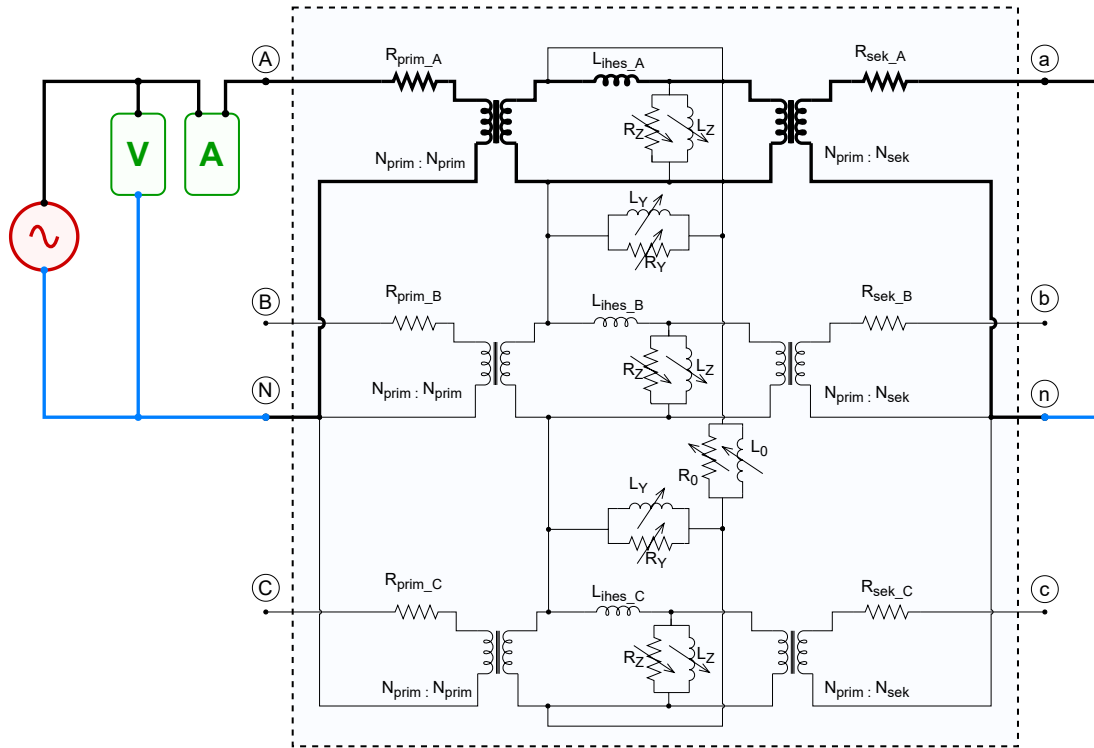 A
R_prim_A
L_ihes_A
R_sek_A
a
V
A
R_Z
L_Z
N_prim : N_prim
N_prim : N_sek
L_Y
R_Y
B
R_prim_B
L_ihes_B
R_sek_B
b
R_Z
L_Z
N
N_prim : N_prim
N_prim : N_sek
n
L_0
R_0
L_Y
R_Y
C
R_prim_C
L_ihes_C
R_sek_C
c
R_Z
L_Z
N_prim : N_prim
N_prim : N_sek